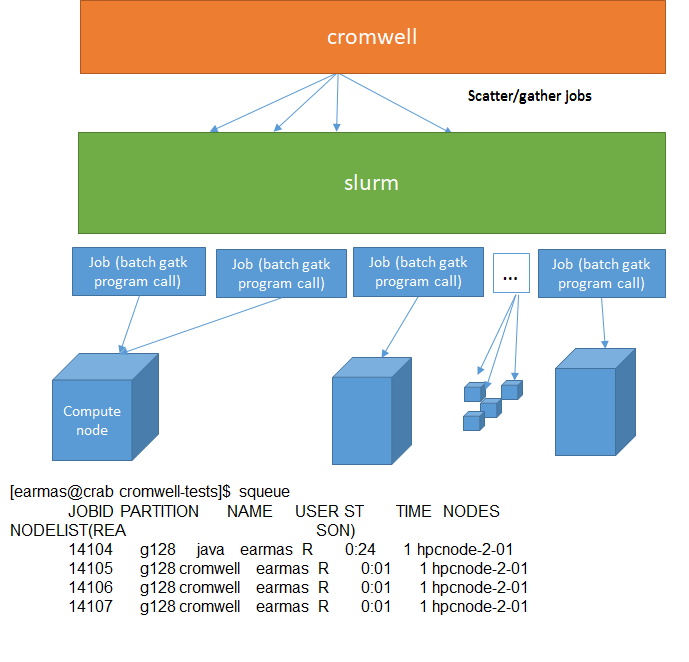 cromwell
Scatter/gather jobs
slurm
Job (batch gatk
program call)
Job (batch gatk
program call)
Job (batch gatk
program call)
...
Job (batch gatk
program call)
Compute
node
[earmas@crab cromwell-tests]$ squeue
JOBID PARTITION NAME USER ST TIME NODES
NODELIST(REA SON)
14104 g128 java earmas R 0:24 1 hpcnode-2-01
14105 g128 cromwell earmas R 0:01 1 hpcnode-2-01
14106 g128 cromwell earmas R 0:01 1 hpcnode-2-01
14107 g128 cromwell earmas R 0:01 1 hpcnode-2-01